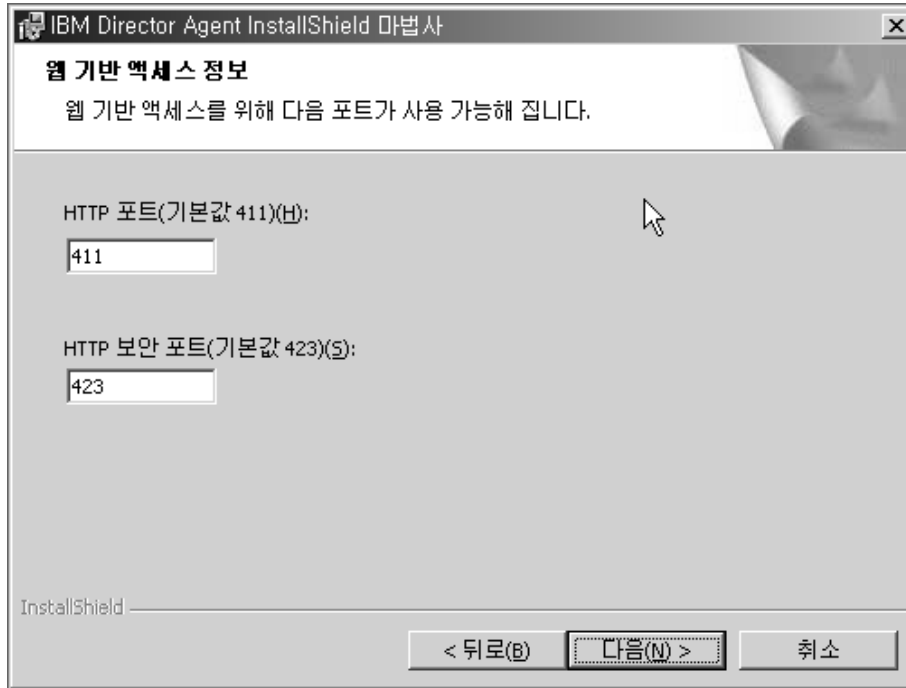 IBM Director Agent InstallShield 마법사
웹 기반 액세스 정보
웹 기반 액세스를 위해 다음 포트가 사용 가능해 집니다.
HTTP 포트(기본값 411)(H):
411
HTTP 보안 포트(기본값 423)(S):
423
InstallShield
< 뒤로(B) 다음(N) > 취소